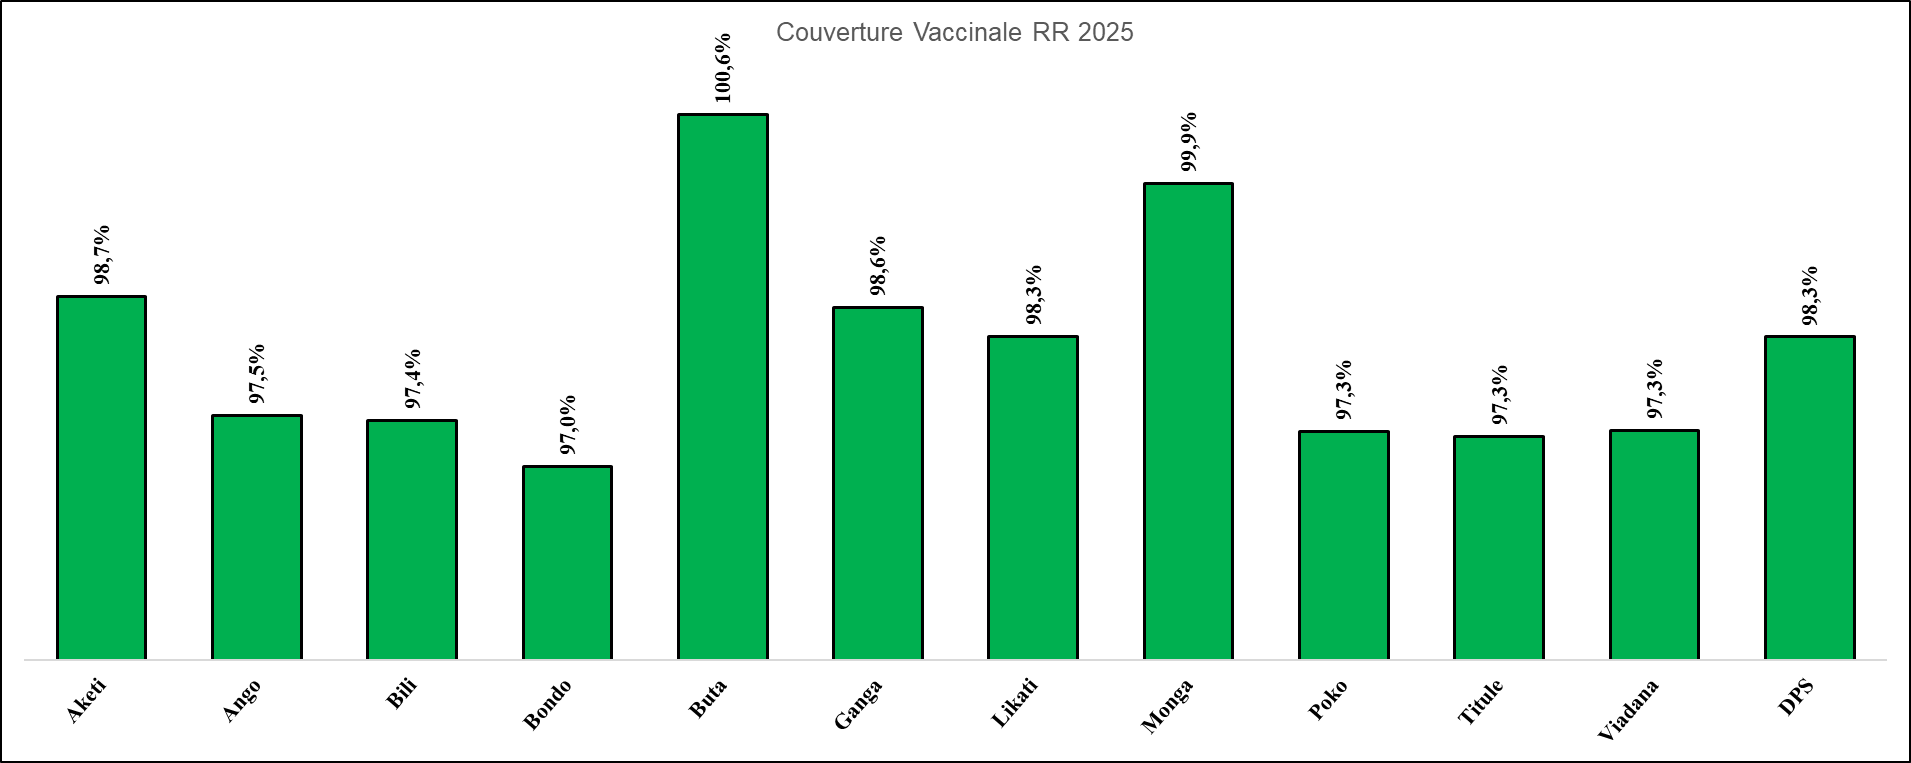 Couverture Vaccinale RR 2025
98,7%
97,5%
97,4%
97,0%
100,6%
98,6%
98,3%
99,9%
97,3%
97,3%
97,3%
98,3%
Aketi
Ango
Bili
Bondo
Buta
Ganga
Likati
Monga
Poko
Titule
Viadana
DPS